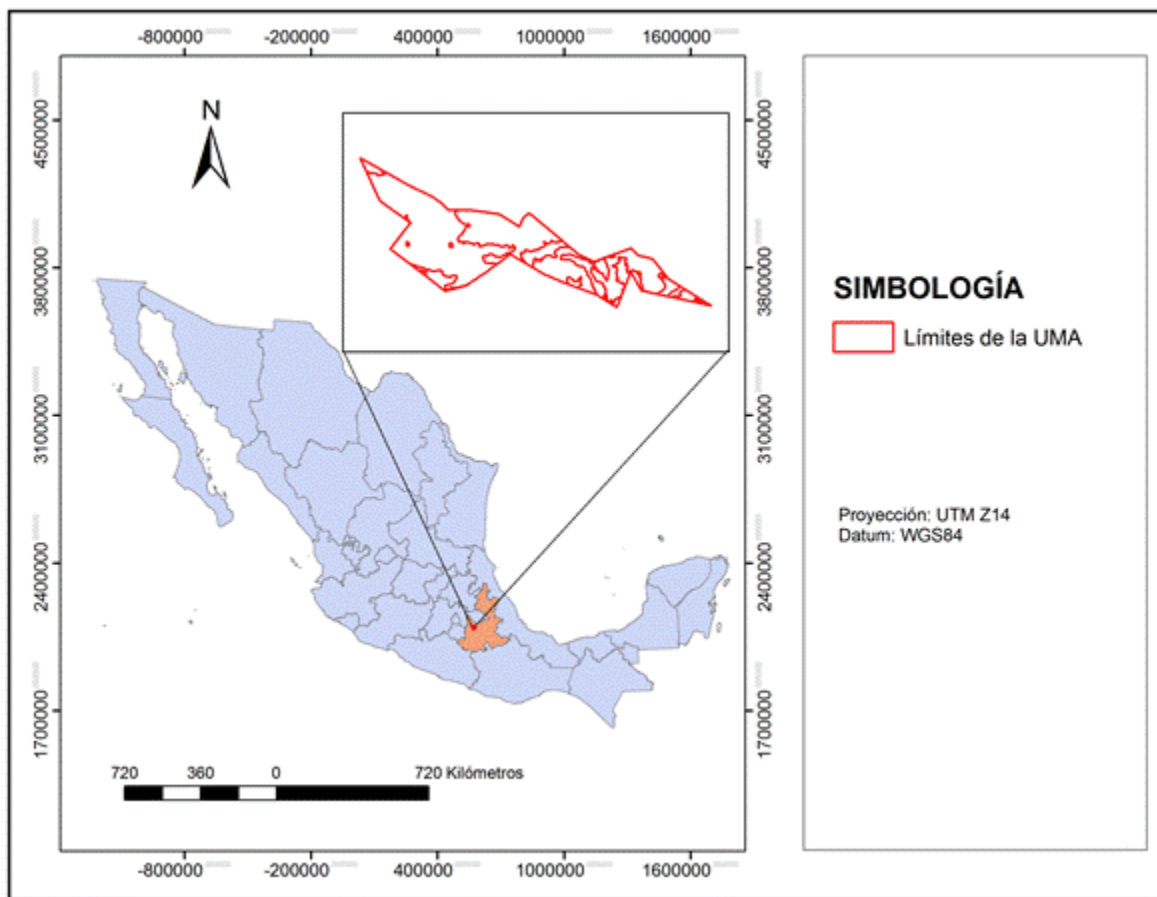 -800000 -200000 400000 1000000 1600000
N
4500000 4500000
3800000 3800000
3100000 3100000
2400000 2400000
1700000 1700000
720 360 0 720 Kilómetros
-800000 -200000 400000 1000000 1600000
SIMBOLOGÍA
Límites de la UMA
Proyección: UTM Z14
Datum: WGS84